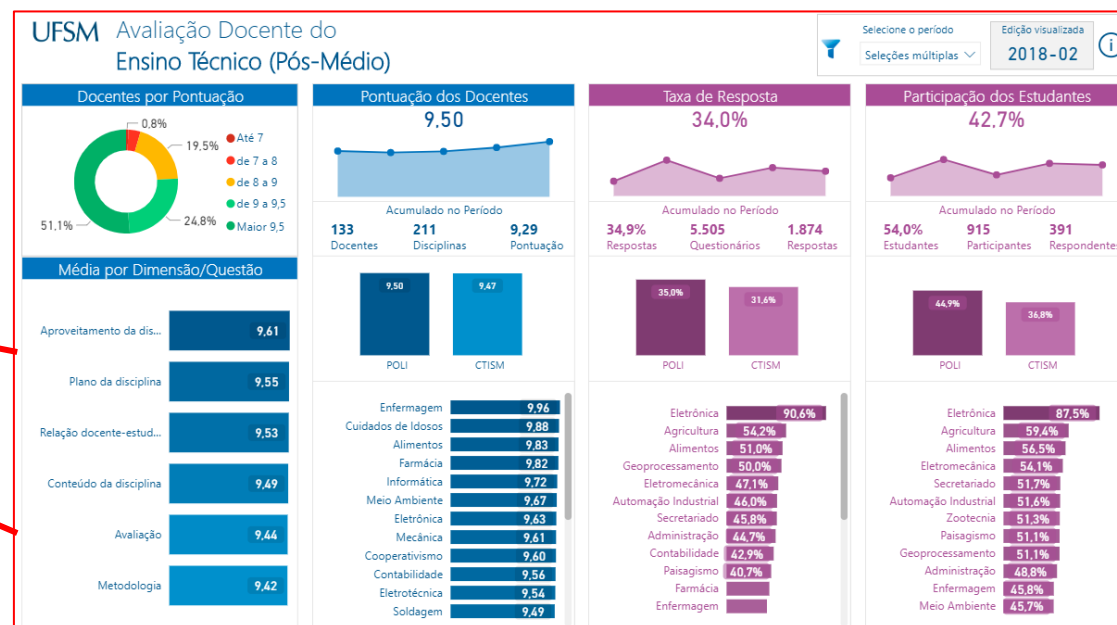 UFSM Avaliação Docente do
Ensino Técnico (Pós-Médio)
Selecione o período
Seleções múltiplas
Edição visualizada
2018-02
i
Docentes por Pontuação
0,8%
19,5%
24,8%
51,1%
Até 7
de 7 a 8
de 8 a 9
de 9 a 9,5
Maior 9,5
Média por Dimensão/Questão
Aproveitamento da dis... 9,61
Plano da disciplina 9,55
Relação docente-estud... 9,53
Conteúdo da disciplina 9,49
Avaliação 9,44
Metodologia 9,42
Pontuação dos Docentes
9,50
Acumulado no Período
133 211 9,29
Docentes Disciplinas Pontuação
9,50 9,47
POLI CTISM
Enfermagem 9,96
Cuidados de Idosos 9,88
Alimentos 9,83
Farmácia 9,82
Informática 9,72
Meio Ambiente 9,67
Eletrônica 9,63
Mecânica 9,61
Cooperativismo 9,60
Contabilidade 9,56
Eletrotécnica 9,54
Soldagem 9,49
Taxa de Resposta
34,0%
Acumulado no Período
34,9% 5.505 1.874
Respostas Questionários Respostas
35,0% 31,6%
POLI CTISM
Eletrônica 90,6%
Agricultura 54,2%
Alimentos 51,0%
Geoprocessamento 50,0%
Eletromecânica 47,1%
Automação Industrial 46,0%
Secretariado 45,8%
Administração 44,7%
Contabilidade 42,9%
Paisagismo 40,7%
Farmácia
Enfermagem
Participação dos Estudantes
42,7%
Acumulado no Período
54,0% 915 391
Estudantes Participantes Respondentes
44,9% 36,8%
POLI CTISM
Eletrônica 87,5%
Agricultura 59,4%
Alimentos 56,5%
Eletromecânica 54,1%
Secretariado 51,7%
Automação Industrial 51,6%
Zootecnia 51,3%
Paisagismo 51,1%
Geoprocessamento 51,1%
Administração 48,8%
Enfermagem 45,8%
Meio Ambiente 45,7%